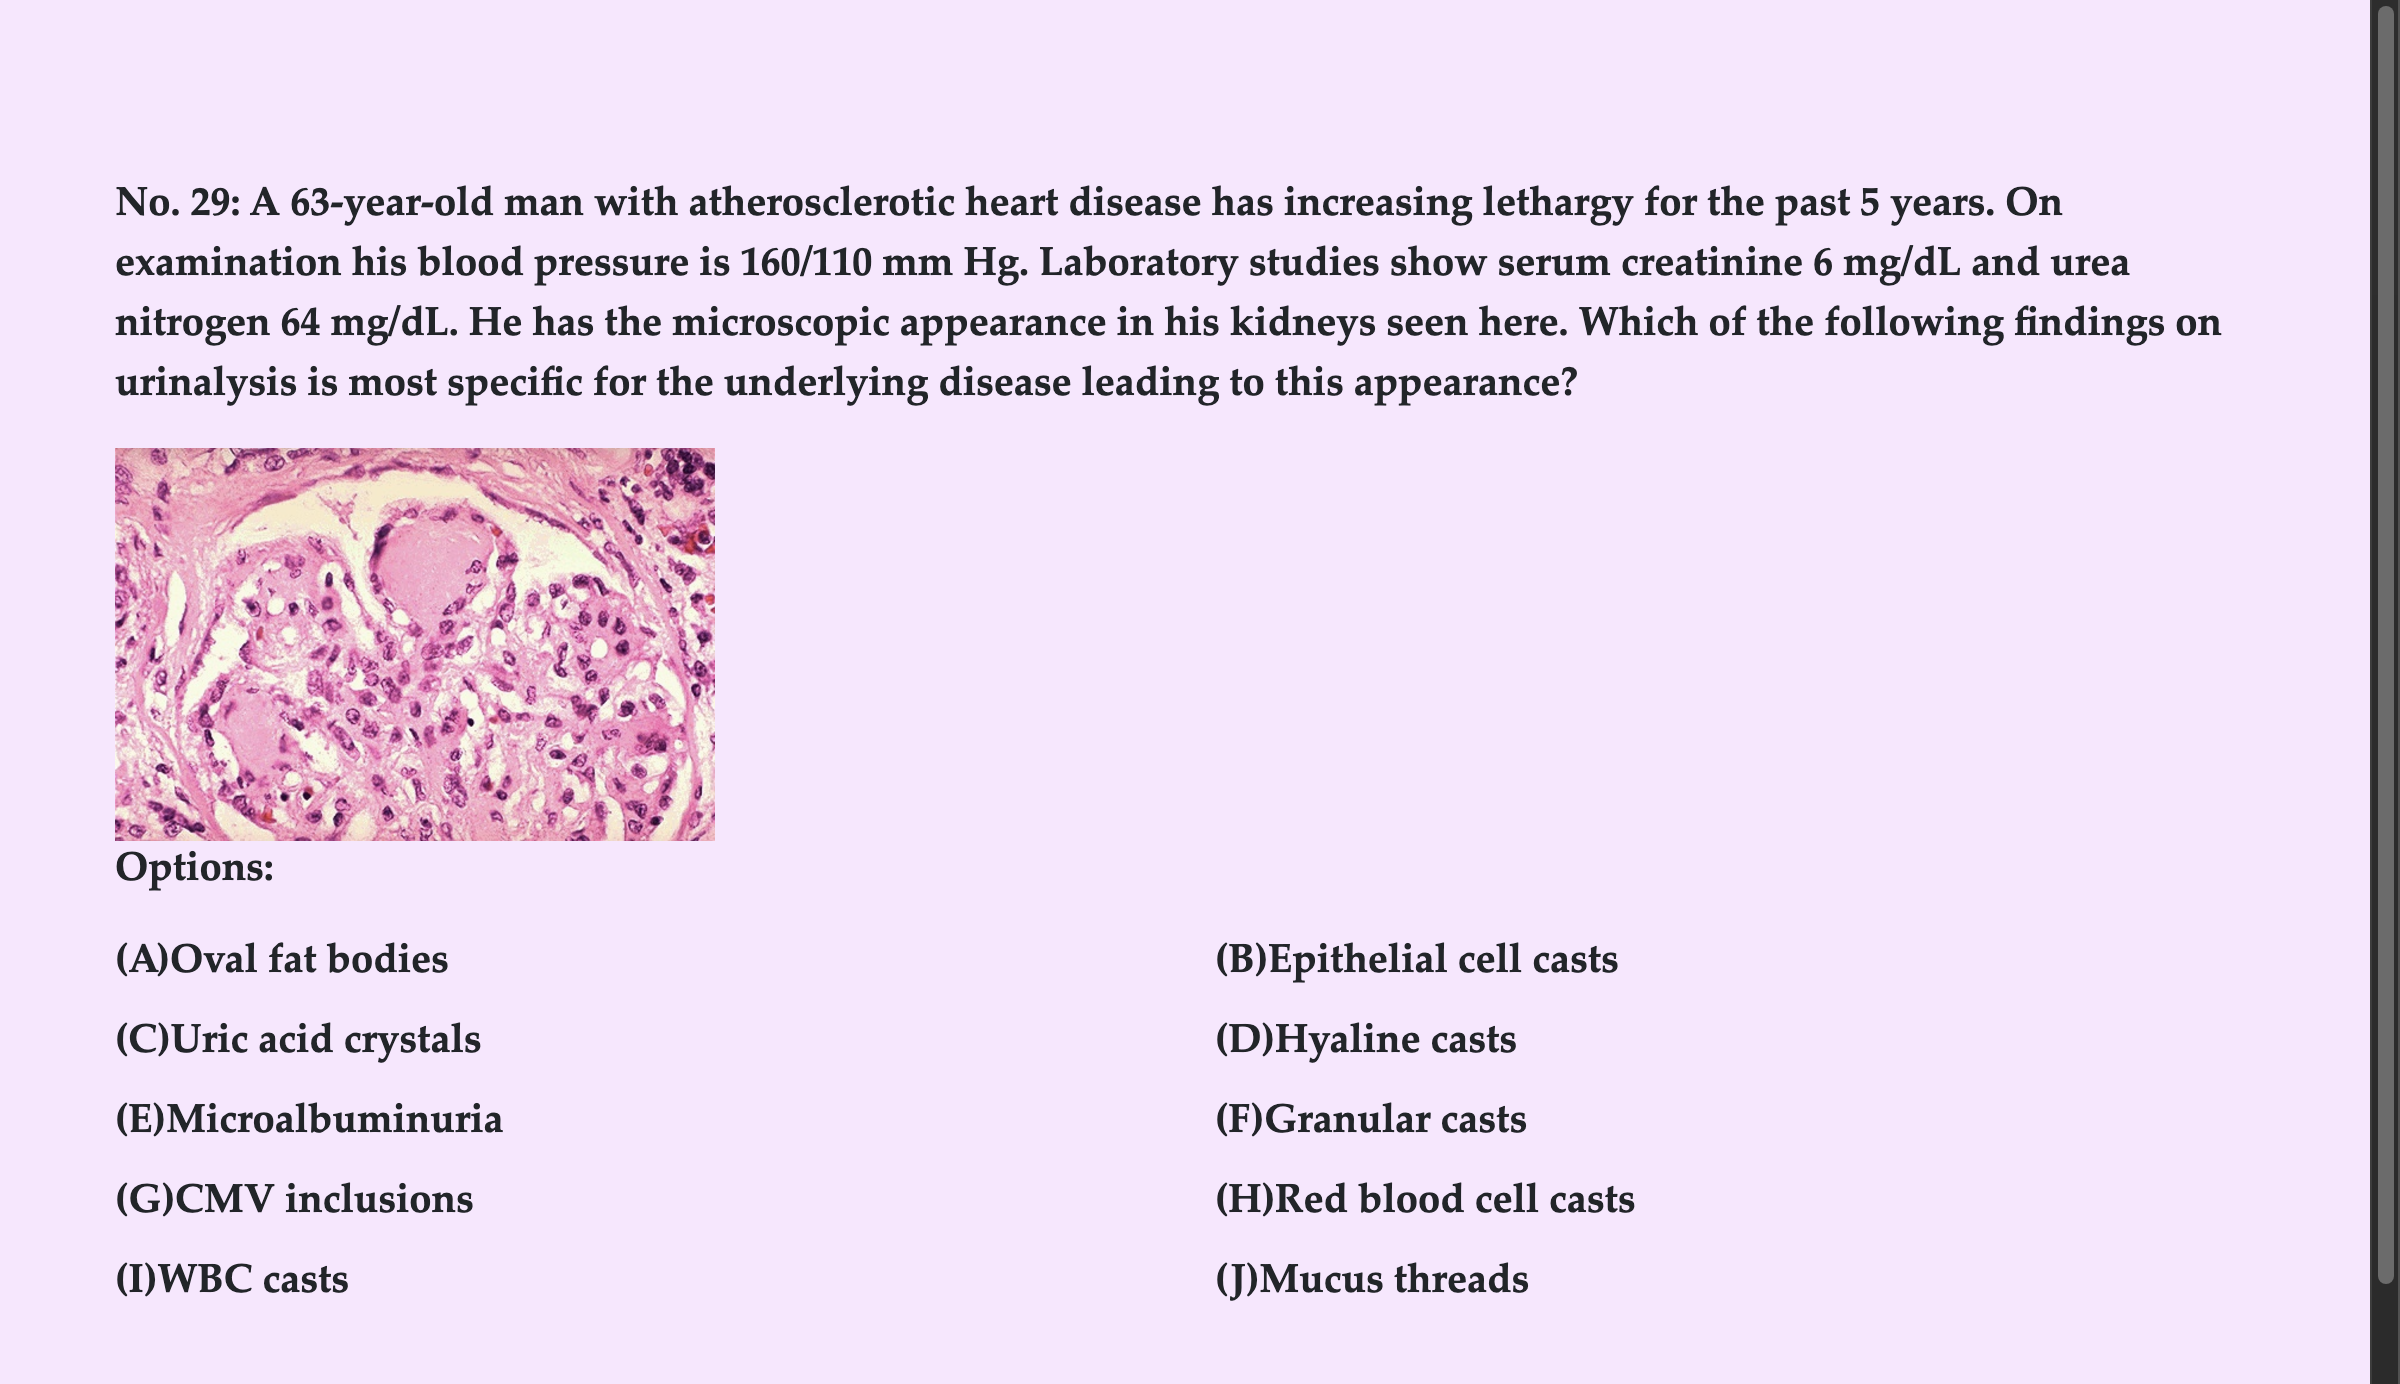 No. 29: A 63-year-old man with atherosclerotic heart disease has increasing lethargy for the past 5 years. On
examination his blood pressure is 160/110 mm Hg. Laboratory studies show serum creatinine 6 mg/dL and urea
nitrogen 64 mg/dL. He has the microscopic appearance in his kidneys seen here. Which of the following findings on
urinalysis is most specific for the underlying disease leading to this appearance?
Options:
(A)Oval fat bodies
(B)Epithelial cell casts
(C)Uric acid crystals
(D)Hyaline casts
(E)Microalbuminuria
(F)Granular casts
(G)CMV inclusions
(H)Red blood cell casts
(I)WBC casts
(J)Mucus threads